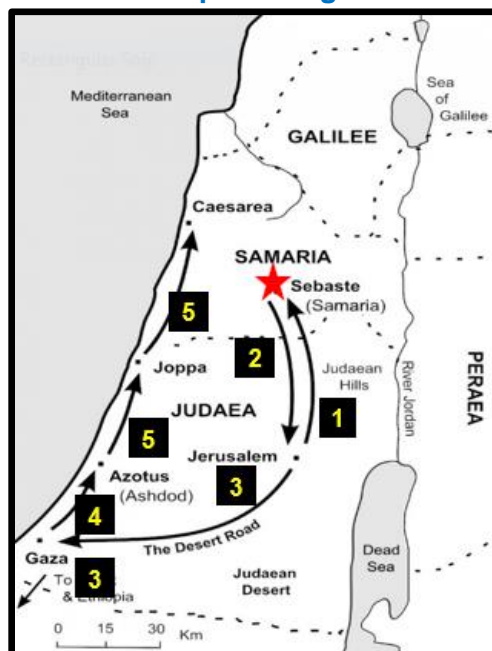 Mediterranean
Sea
Sea
of
Galilee
GALILEE
Caesarea
SAMARIA
Sebaste
(Samaria)
5
2
Joppa
Judaean
Hills
River Jordan
PERAEA
JUDAEA
1
5
Jerusalem
3
Azotus
(Ashdod)
4
The Desert Road
Gaza
Dead
Sea
3
To
& Ethiopia
Judaean
Desert
0 15 30
Km